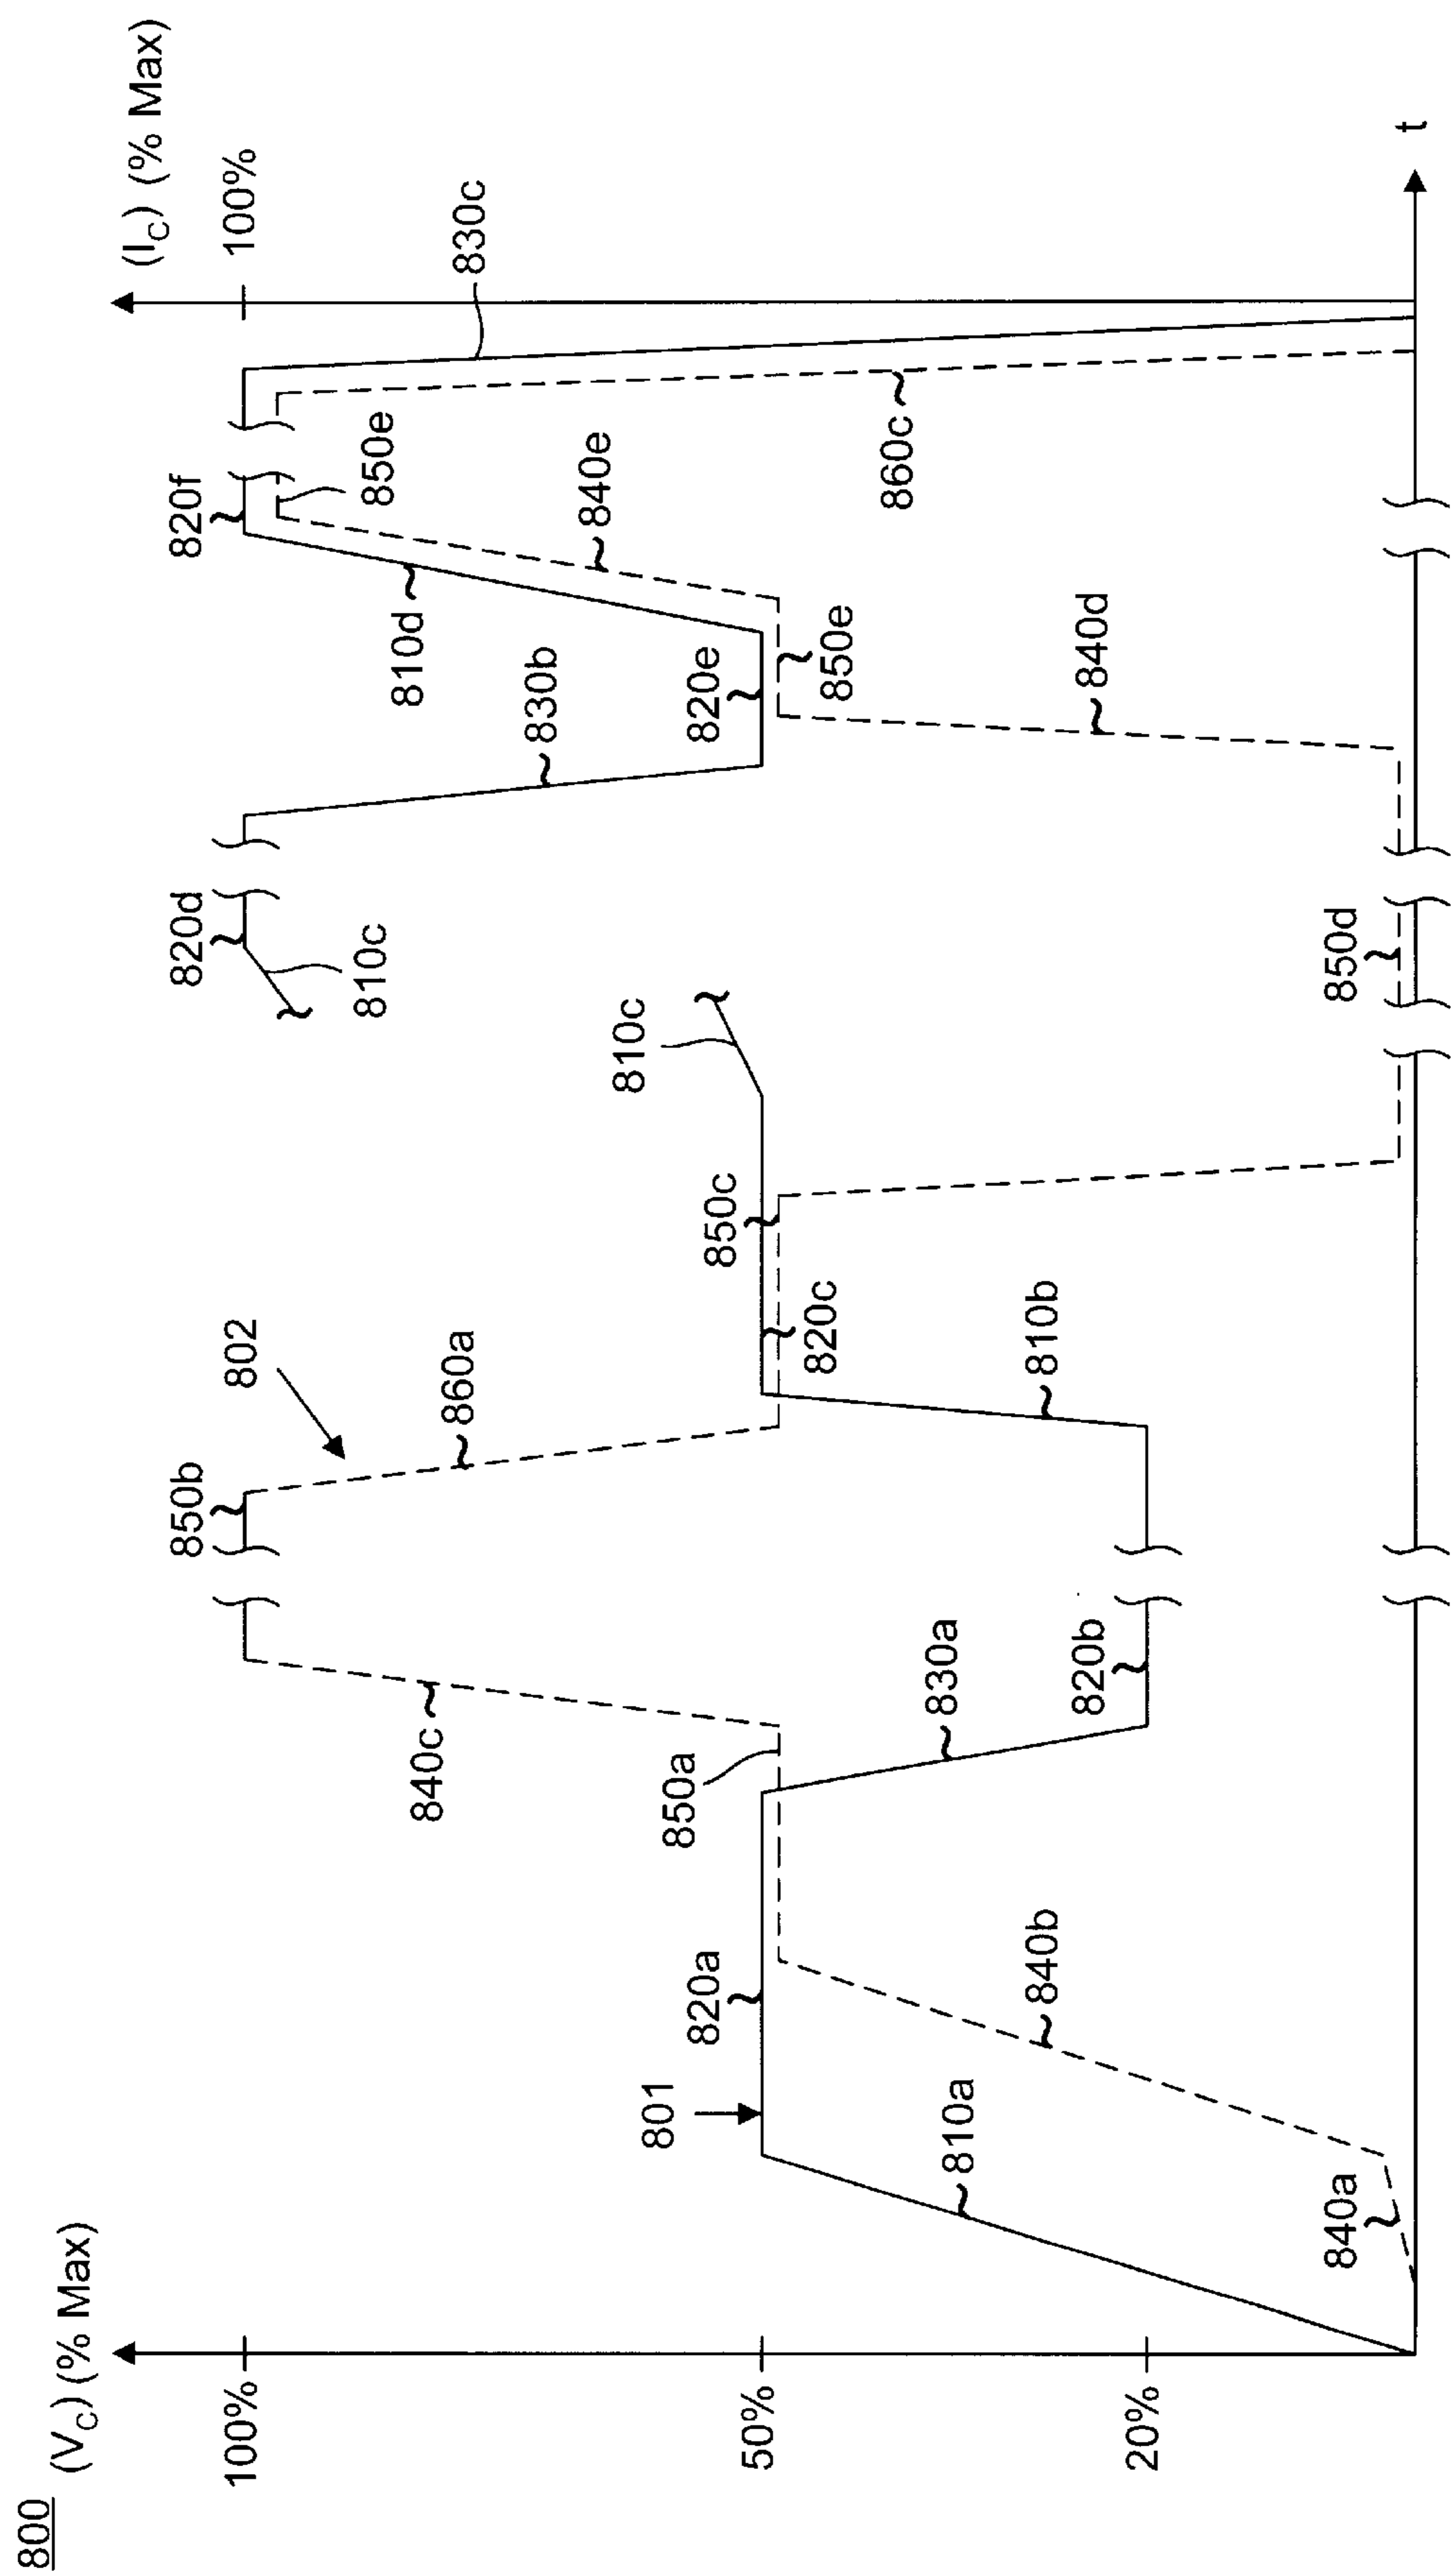 800
(V_C) (% Max)
(I_C) (% Max)
100%
100%
50%
20%
t
850b
820d
820f
802
860a
840c
810c
850e
830c
810d
840e
830b
801
820a
850a
850c
810c
820e
850e
860c
820c
810a
840b
830a
810b
820b
840d
840a
850d